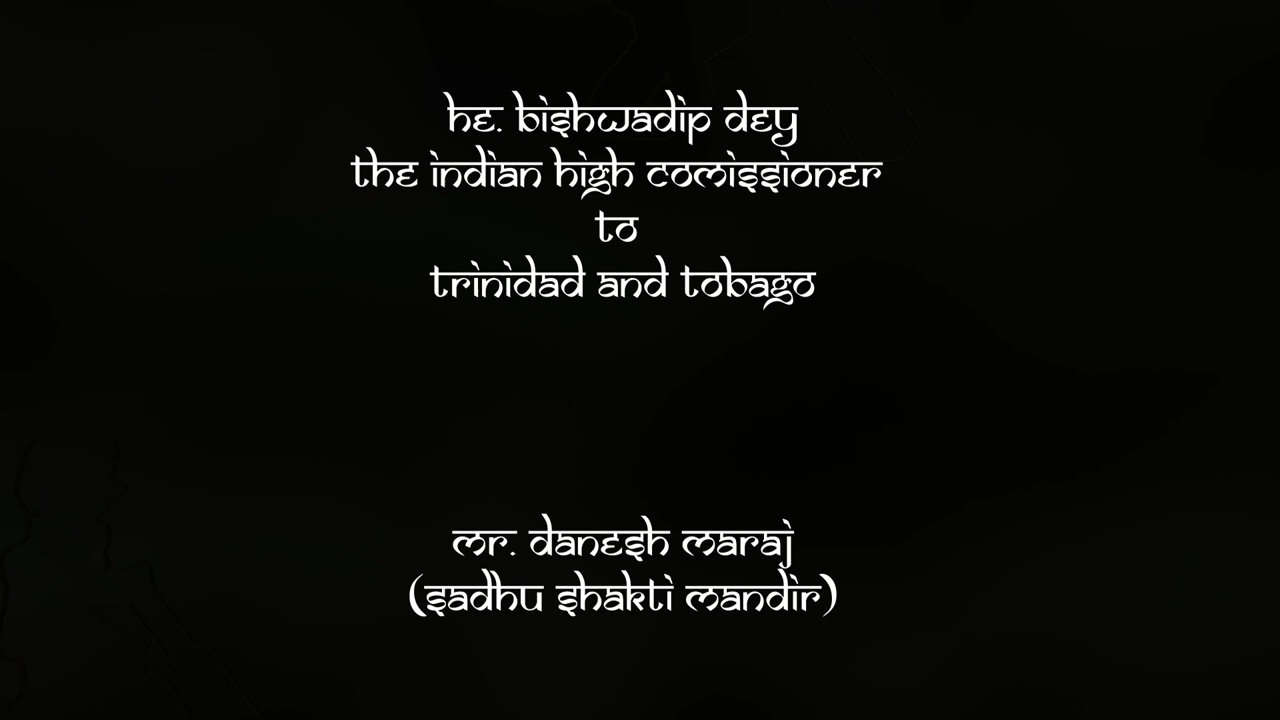 he. bishwadip dey
the indian high comissioner
to
trinidad and tobago
mr. danesh maraj
(sadhu shakti mandir)